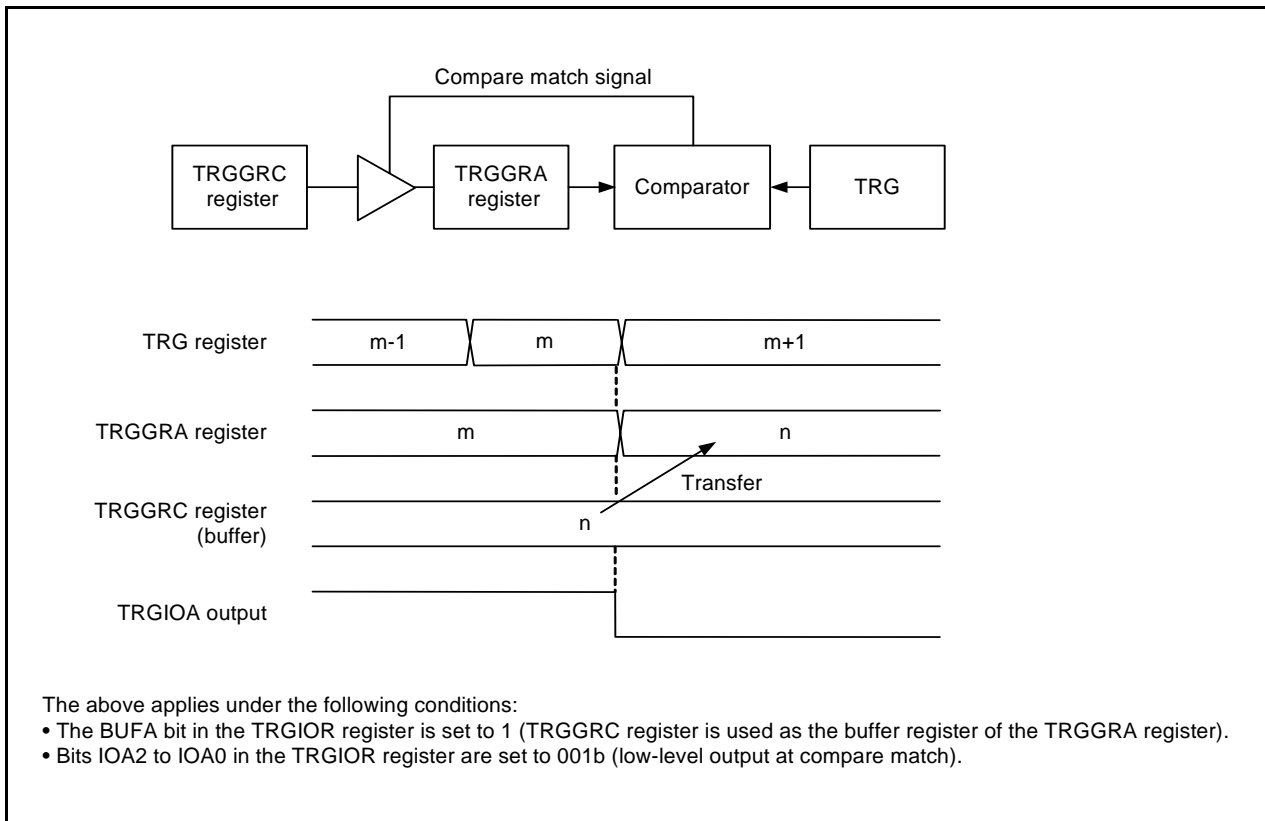 Compare match signal
TRGGRC
register
TRGGRA
register
Comparator
TRG
TRG register
m-1
m
m+1
TRGGRA register
m
n
Transfer
TRGGRC register
(buffer)
n
TRGIOA output
The above applies under the following conditions:
• The BUFA bit in the TRGIOR register is set to 1 (TRGGRC register is used as the buffer register of the TRGGRA register).
• Bits IOA2 to IOA0 in the TRGIOR register are set to 001b (low-level output at compare match).